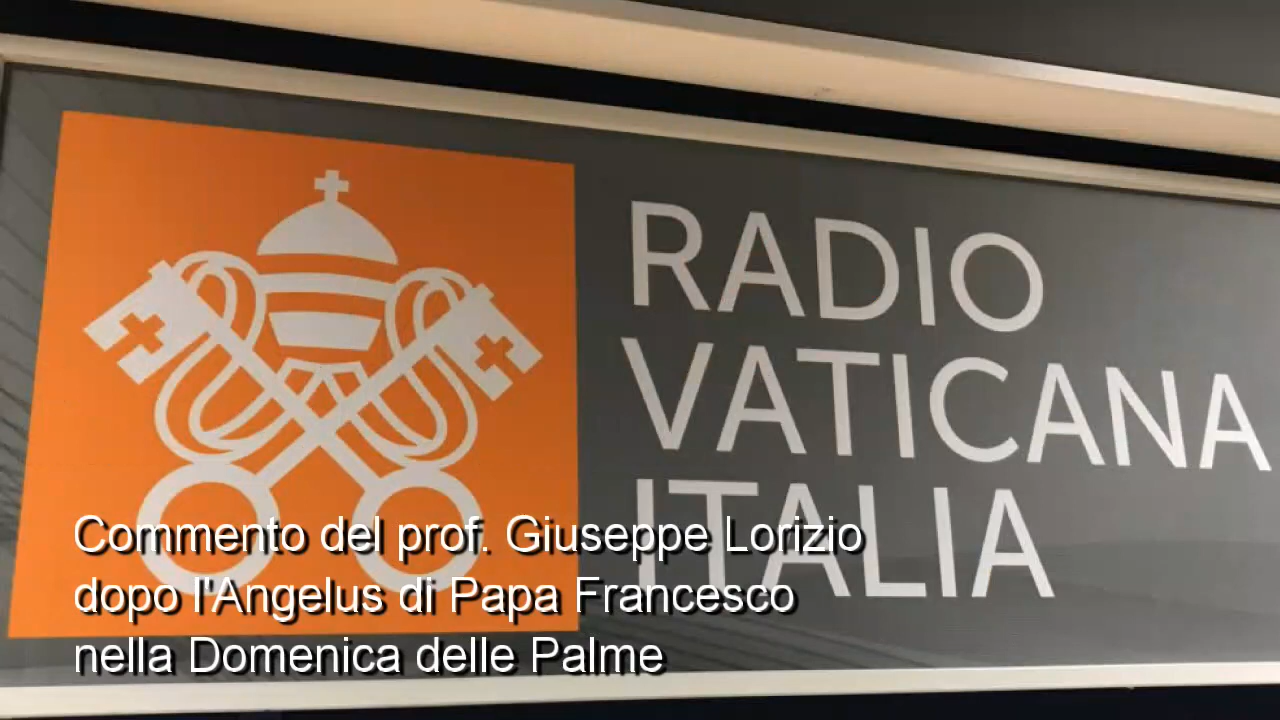 RADIO
VATICANA
ITALIA
Commento del prof. Giuseppe Lorizio
dopo l'Angelus di Papa Francesco
nella Domenica delle Palme